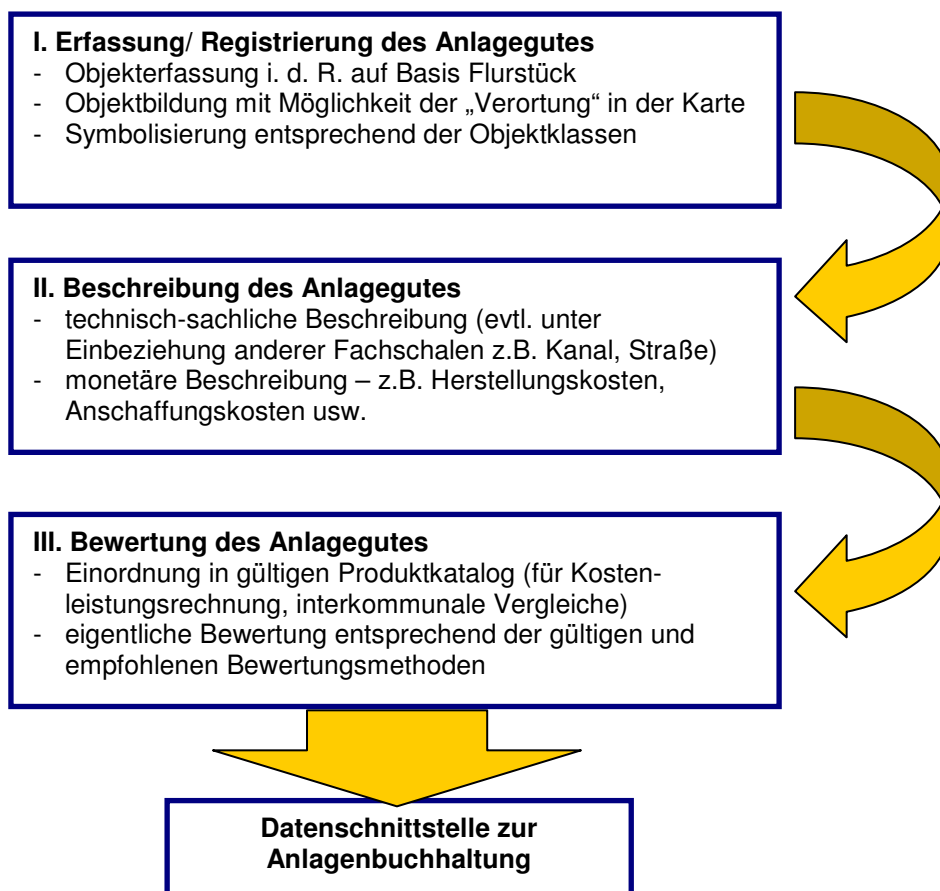 I. Erfassung/ Registrierung des Anlagegutes
- Objekterfassung i. d. R. auf Basis Flurstück
- Objektbildung mit Möglichkeit der „Verortung“ in der Karte
- Symbolisierung entsprechend der Objektklassen
II. Beschreibung des Anlagegutes
- technisch-sachliche Beschreibung (evtl. unter
Einbeziehung anderer Fachschalen z.B. Kanal, Straße)
- monetäre Beschreibung – z.B. Herstellungskosten,
Anschaffungskosten usw.
III. Bewertung des Anlagegutes
- Einordnung in gültigen Produktkatalog (für Kosten-
leistungsrechnung, interkommunale Vergleiche)
- eigentliche Bewertung entsprechend der gültigen und
empfohlenen Bewertungsmethoden
Datenschnittstelle zur
Anlagenbuchhaltung